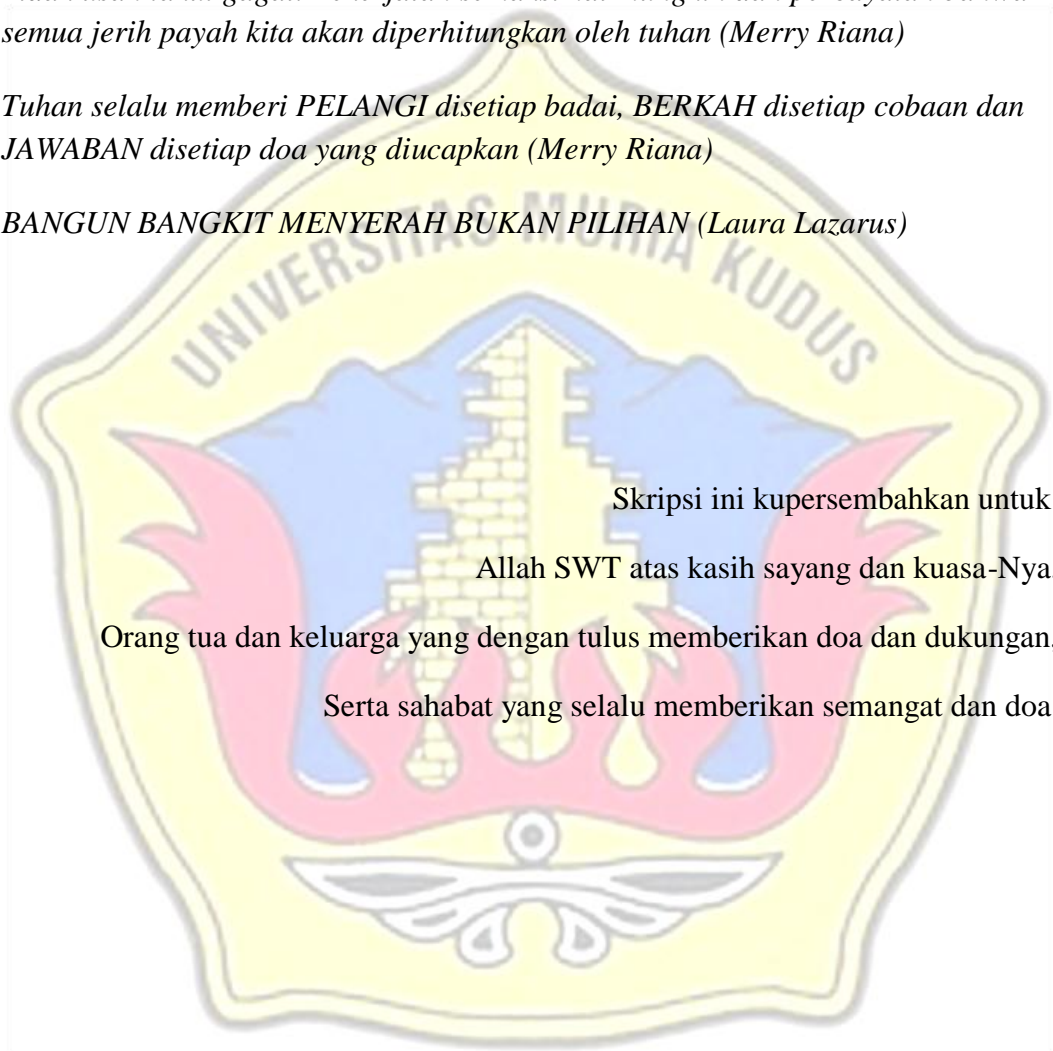 semua jerih payah kita akan diperhitungkan oleh tuhan (Merry Riana)
Tuhan selalu memberi PELANGI disetiap badai, BERKAH disetiap cobaan dan
JAWABAN disetiap doa yang diucapkan (Merry Riana)
BANGUN BANGKIT MENYERAH BUKAN PILIHAN (Laura Lazarus)
UNIVERSITAS MURIA KUDUS
Skripsi ini kupersembahkan untuk
Allah SWT atas kasih sayang dan kuasa-Nya
Orang tua dan keluarga yang dengan tulus memberikan doa dan dukungan.
Serta sahabat yang selalu memberikan semangat dan doa